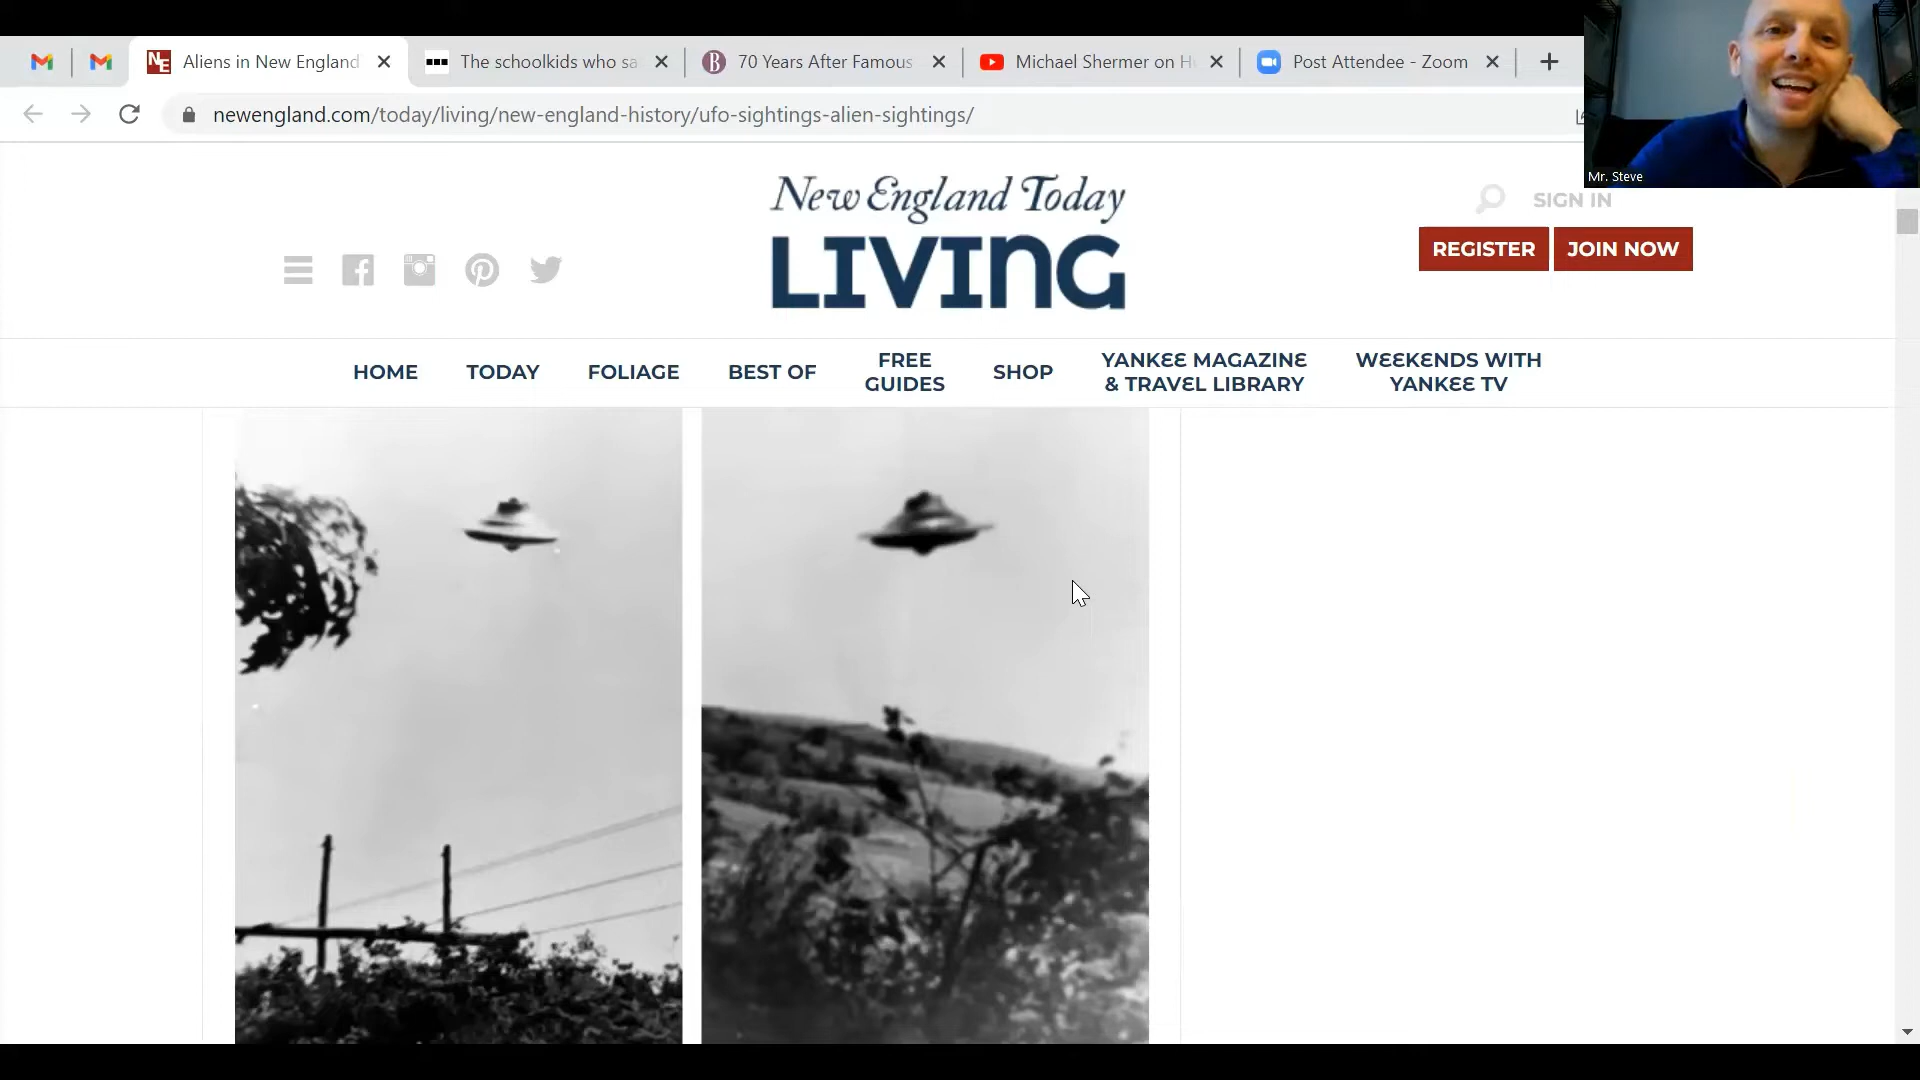 Aliens in New England
The schoolkids who sa
70 Years After Famous
Michael Shermer on H
Post Attendee - Zoom
newengland.com/today/living/new-england-history/ufo-sightings-alien-sightings/
Mr. Steve
New England Today
LIVING
SIGN IN
REGISTER
JOIN NOW
HOME
TODAY
FOLIAGE
BEST OF
FREE
GUIDES
SHOP
YANKEE MAGAZINE
& TRAVEL LIBRARY
WEEKENDS WITH
YANKEE TV